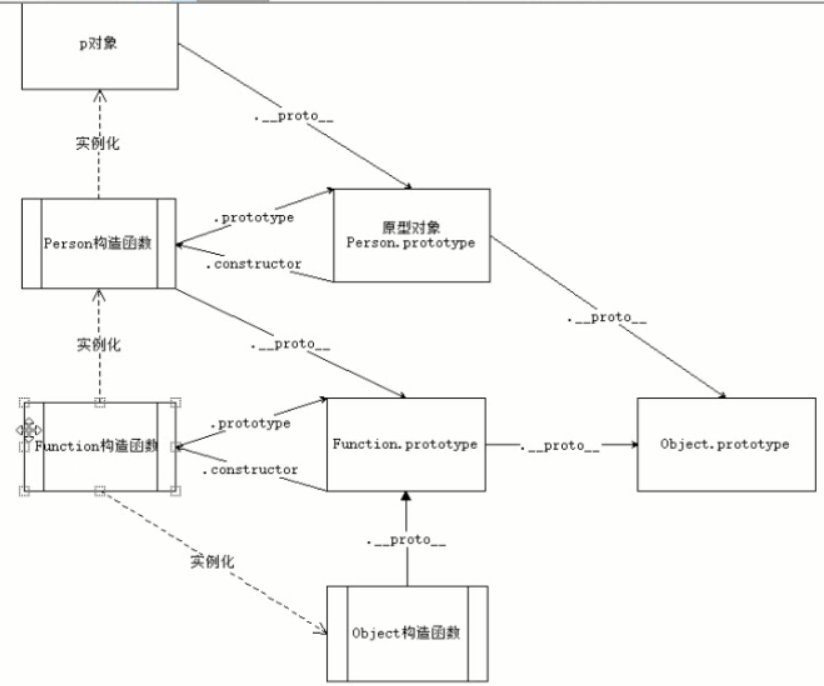 p对象
.__proto__
实例化
.prototype
原型对象
Person.prototype
Person构造函数
.constructor
.__proto__
实例化
.__proto__
.prototype
Function构造函数
Function.prototype
.__proto__
Object.prototype
.constructor
.__proto__
实例化
Object构造函数